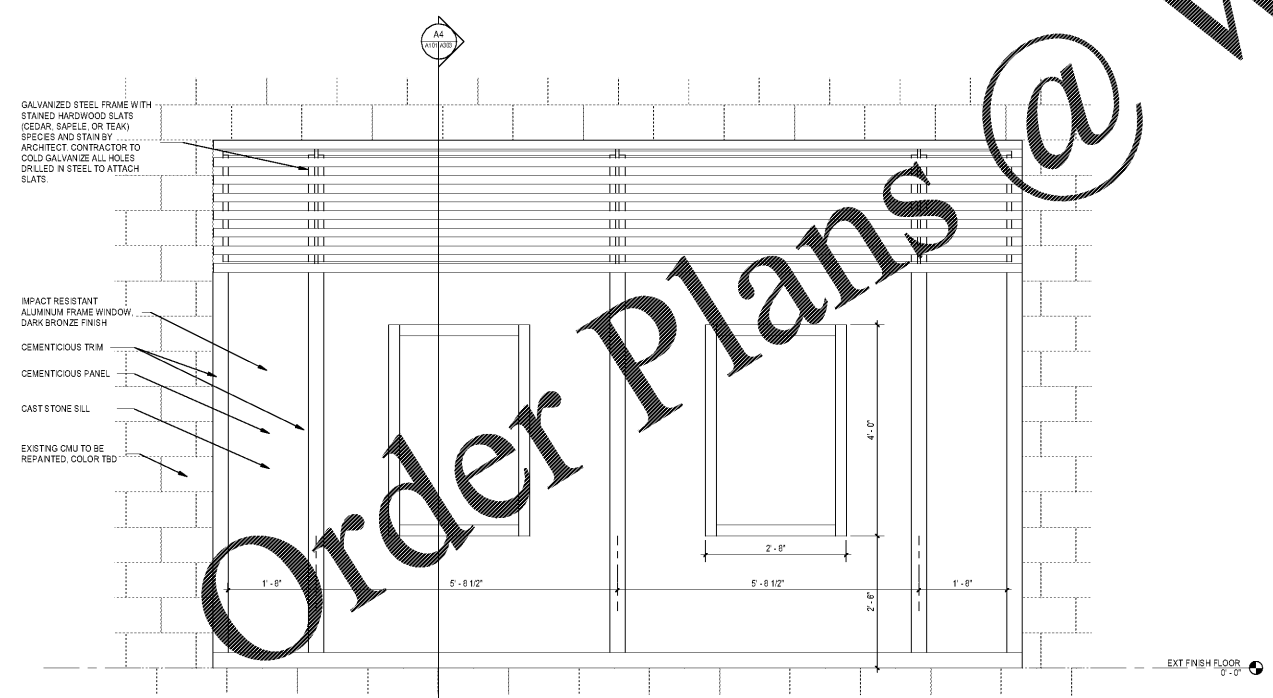 A4
A101 A303
GALVANIZED STEEL FRAME WITH
STAINED HARDWOOD SLATS
(CEDAR, SAPELE, OR TEAK)
SPECIES AND STAIN BY
ARCHITECT. CONTRACTOR TO
COLD GALVANIZE ALL HOLES
DRILLED IN STEEL TO ATTACH
SLATS.
IMPACT RESISTANT
ALUMINUM FRAME WINDOW,
DARK BRONZE FINISH
CEMENTICIOUS TRIM
CEMENTICIOUS PANEL
CAST STONE SILL
EXISTING CMU TO BE
REPAINTED, COLOR TBD
4' - 0"
2' - 8"
1' - 8"
5' - 8 1/2"
5' - 8 1/2"
1' - 8"
2' - 6"
EXT FINISH FLOOR
0' - 0"
Order Plans @